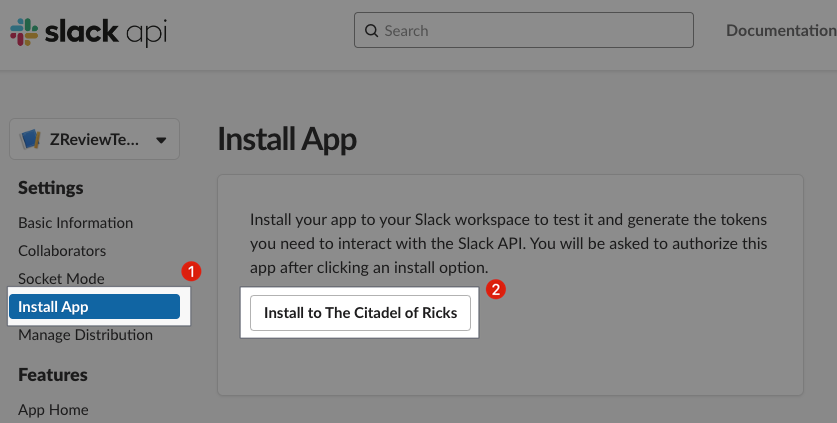 slack api
Search
Documentation
ZReviewTe...
Install App
Settings
Basic Information
Collaborators
Socket Mode
1
Install App
Manage Distribution
Features
App Home
Install your app to your Slack workspace to test it and generate the tokens
you need to interact with the Slack API. You will be asked to authorize this
app after clicking an install option.
2
Install to The Citadel of Ricks